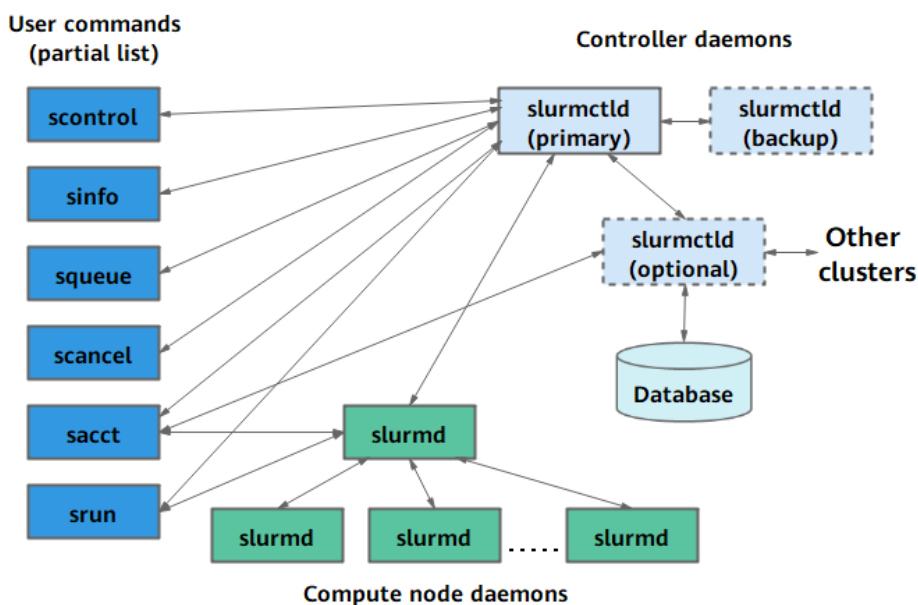 User commands
(partial list)
Controller daemons
scontrol
slurmctld
(primary)
slurmctld
(backup)
sinfo
slurmctld
(optional)
Other
clusters
squeue
scancel
Database
sacct
slurmd
srun
slurmd
slurmd
......
slurmd
Compute node daemons